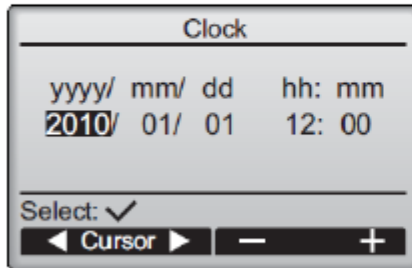 Clock
yyyy/ mm/ dd hh: mm
2010/ 01/ 01 12: 00
Select: ✓
◀ Cursor ▶ − +